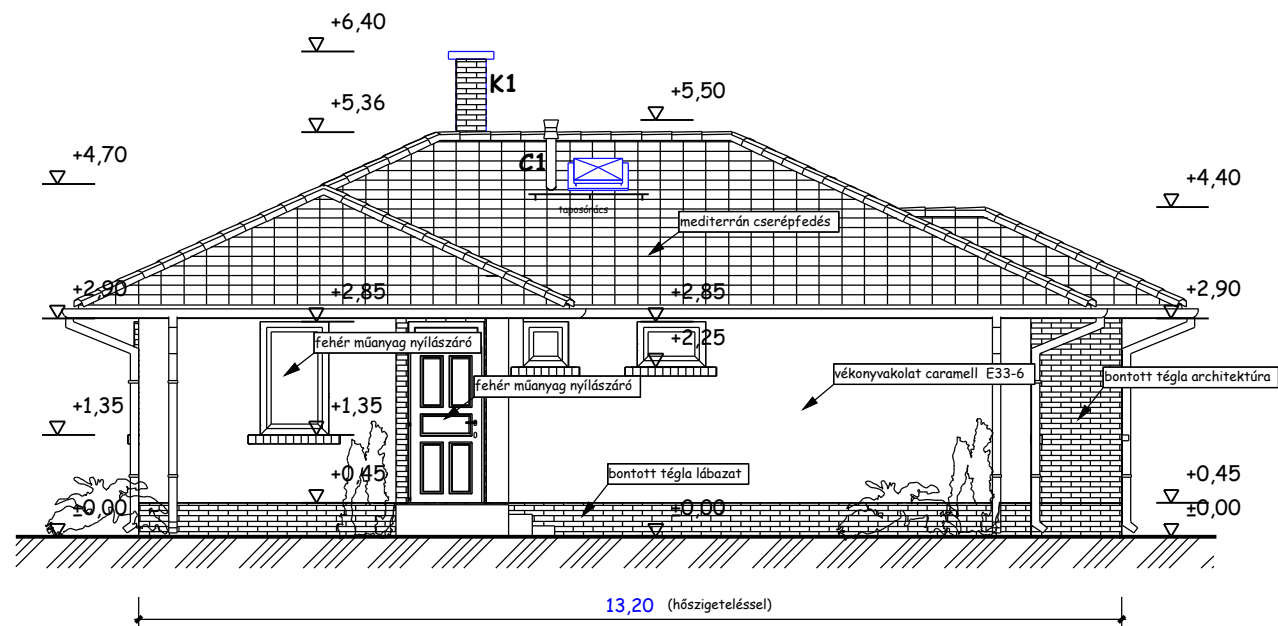 +6,40
K1
+5,36
+5,50
+4,70
C1
+4,40
taposórács
mediterrán cserépfedés
+2,90
+2,85
+2,85
+2,90
fehér műanyag nyílászáró
+2,25
fehér műanyag nyílászáró
vékonyvakolat caramell E33-6
bontott tégla architektúra
+1,35
+1,35
bontott tégla lábazat
+0,45
+0,45
±0,00
±0,00
±0,00
13,20 (hőszigeteléssel)